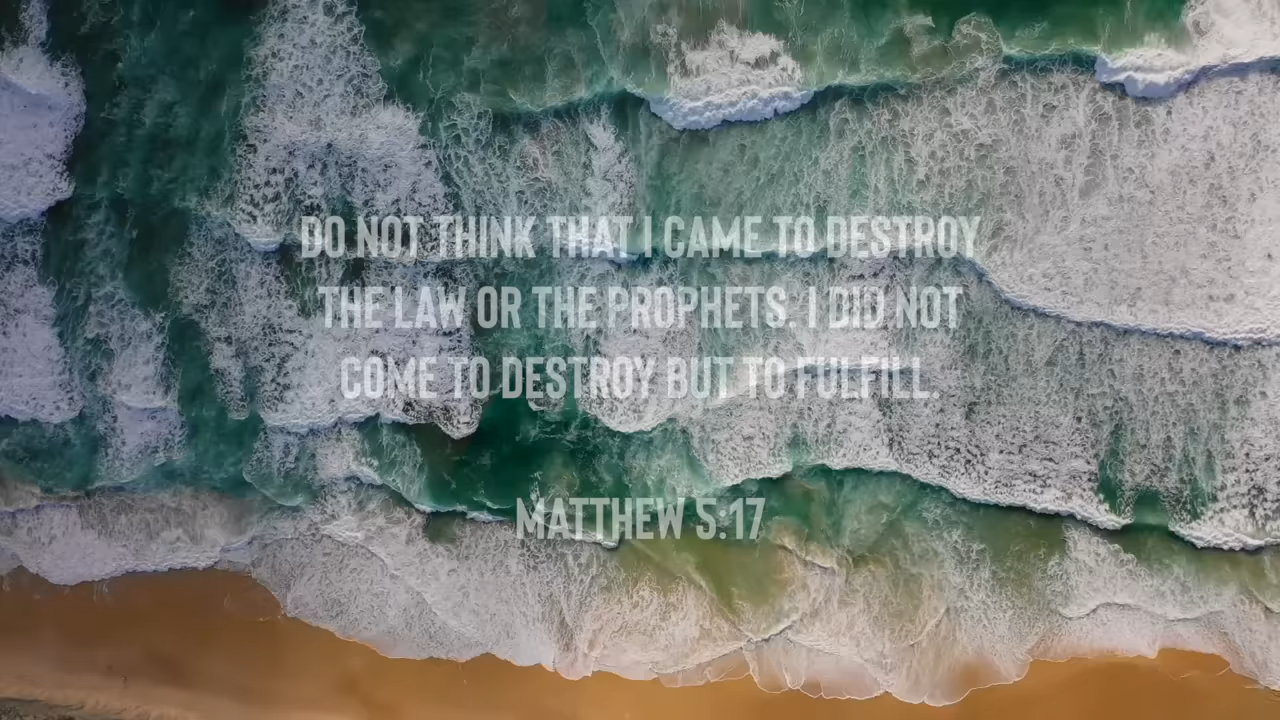 DO NOT THINK THAT I CAME TO DESTROY
THE LAW OR THE PROPHETS. I DID NOT
COME TO DESTROY BUT TO FULFILL.
MATTHEW 5:17